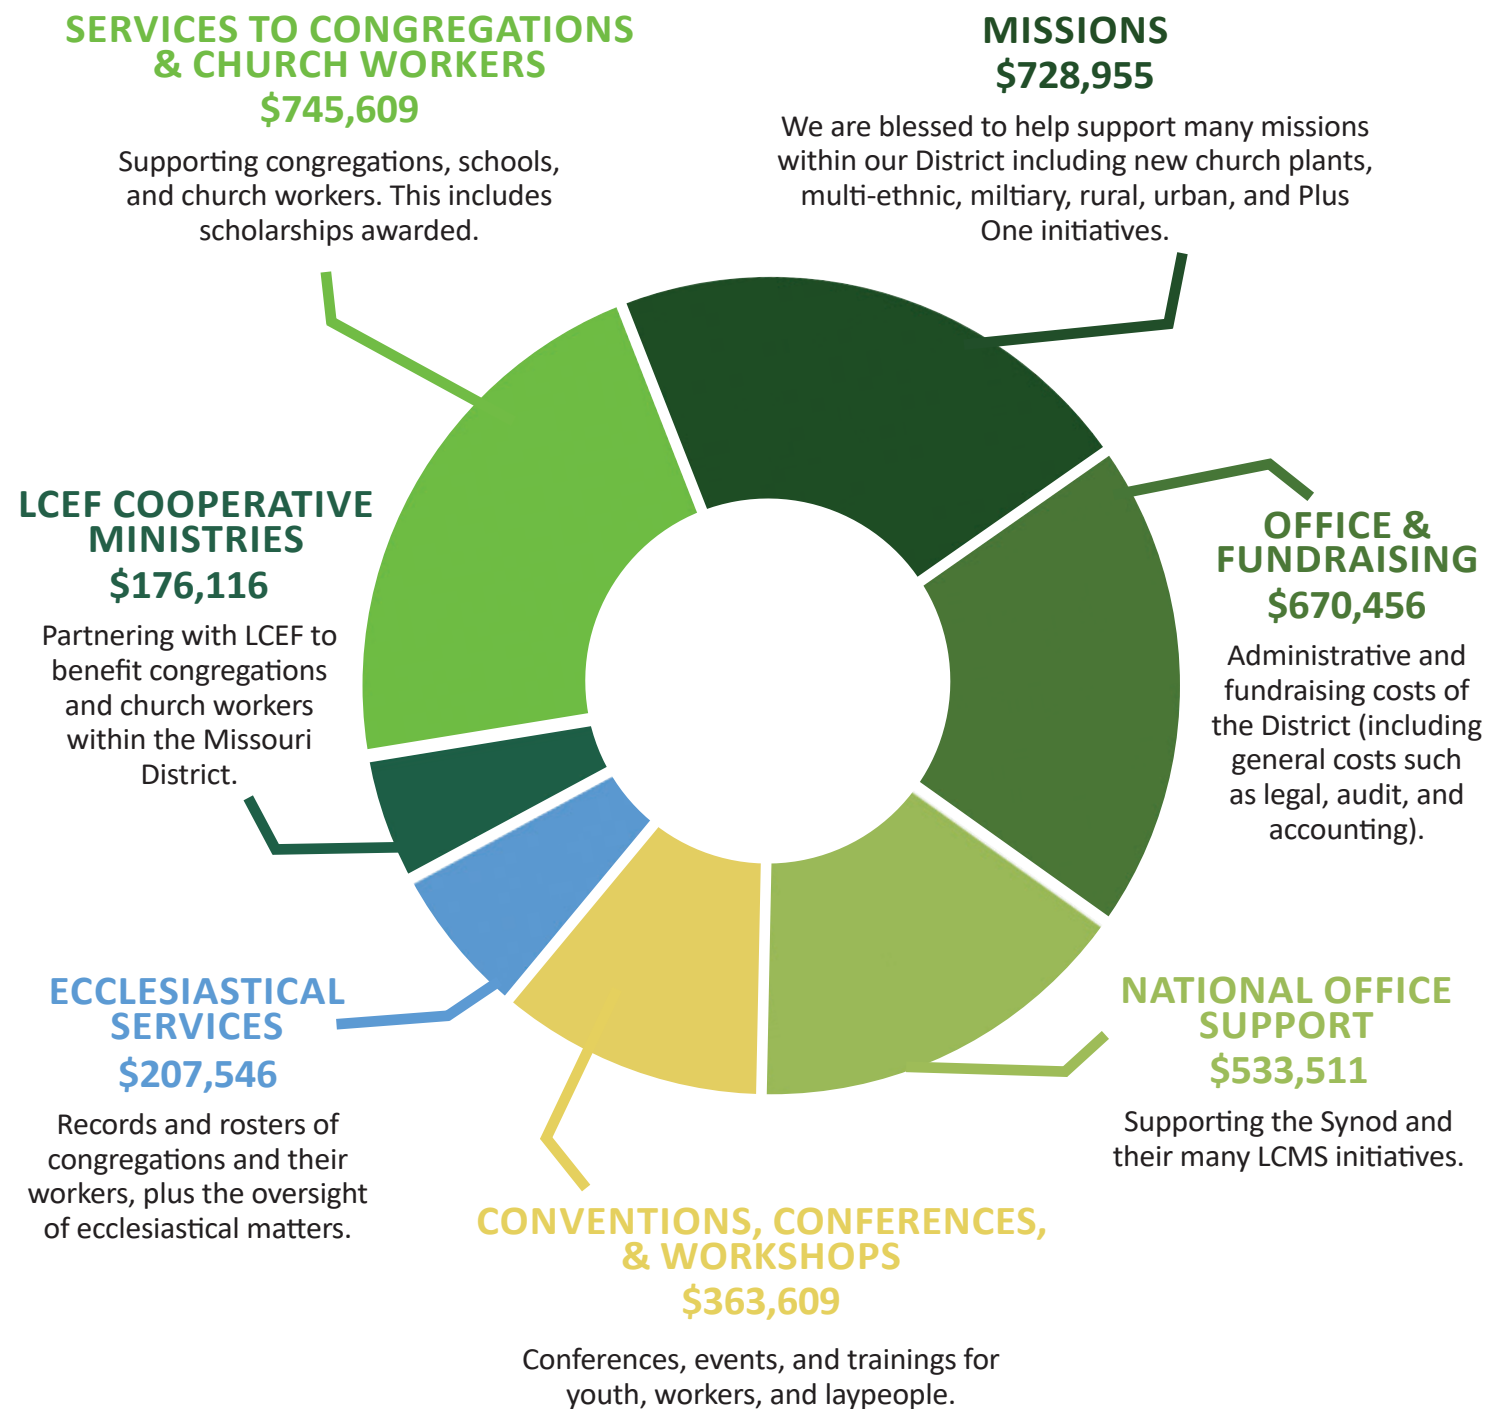 SERVICES TO CONGREGATIONS
& CHURCH WORKERS
$745,609
Supporting congregations, schools,
and church workers. This includes
scholarships awarded.
MISSIONS
$728,955
We are blessed to help support many missions
within our District including new church plants,
multi-ethnic, miltiary, rural, urban, and Plus
One initiatives.
LCEF COOPERATIVE
MINISTRIES
$176,116
Partnering with LCEF to
benefit congregations
and church workers
within the Missouri
District.
OFFICE &
FUNDRAISING
$670,456
Administrative and
fundraising costs of
the District (including
general costs such
as legal, audit, and
accounting).
ECCLESIASTICAL
SERVICES
$207,546
Records and rosters of
congregations and their
workers, plus the oversight
of ecclesiastical matters.
NATIONAL OFFICE
SUPPORT
$533,511
Supporting the Synod and
their many LCMS initiatives.
CONVENTIONS, CONFERENCES,
& WORKSHOPS
$363,609
Conferences, events, and trainings for
youth, workers, and laypeople.